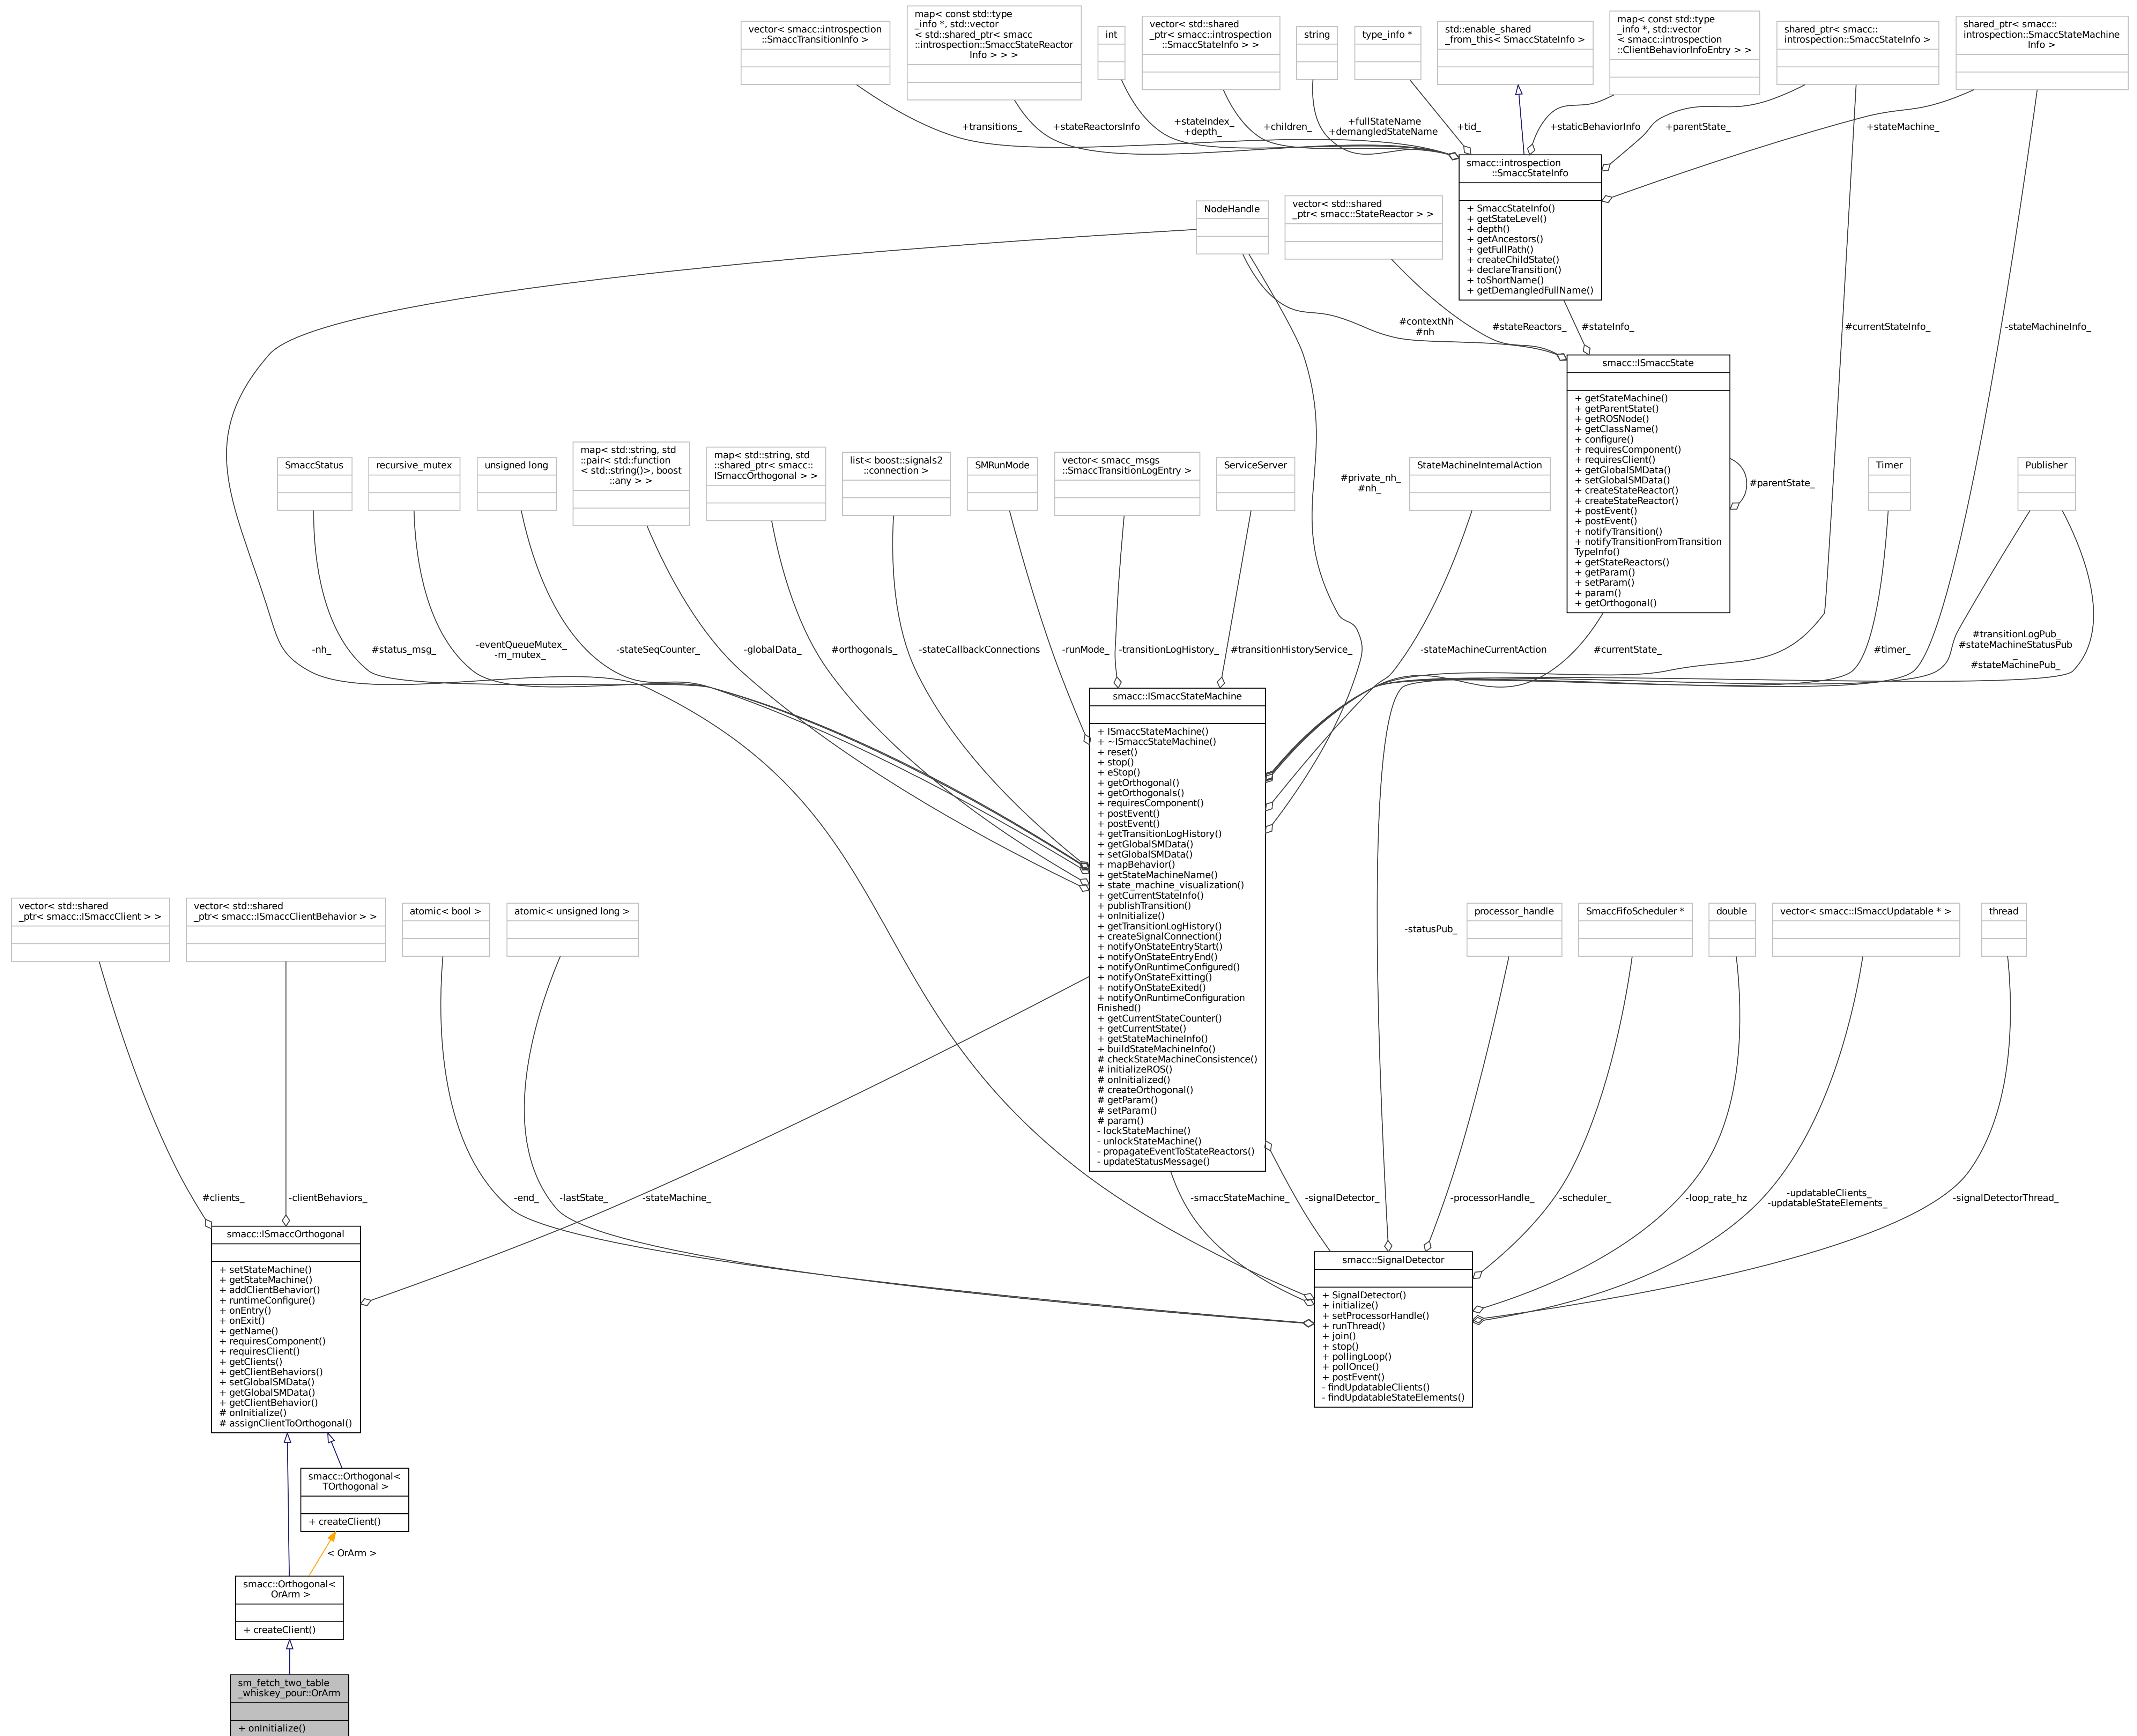 vector< smacc::introspection
::SmaccTransitionInfo >
map< const std::type
_info *, std::vector
< std::shared_ptr< smacc
::introspection::SmaccStateReactor
Info > > >
int
vector< std::shared
_ptr< smacc::introspection
::SmaccStateInfo > >
string
type_info *
std::enable_shared
_from_this< SmaccStateInfo >
map< const std::type
_info *, std::vector
< smacc::introspection
::ClientBehaviorInfoEntry > >
shared_ptr< smacc::
introspection::SmaccStateInfo >
shared_ptr< smacc::
introspection::SmaccStateMachine
Info >
+transitions_
+stateReactorsInfo
+stateIndex_
+depth_
+children_
+fullStateName
+demangledStateName
+tid_
+staticBehaviorInfo
+parentState_
+stateMachine_
smacc::introspection
::SmaccStateInfo
+ SmaccStateInfo()
+ getStateLevel()
+ depth()
+ getAncestors()
+ getFullPath()
+ createChildState()
+ declareTransition()
+ toShortName()
+ getDemangledFullName()
NodeHandle
vector< std::shared
_ptr< smacc::StateReactor > >
#contextNh
#nh
#stateReactors_
#stateInfo_
#currentStateInfo_
-stateMachineInfo_
smacc::ISmaccState
+ getStateMachine()
+ getParentState()
+ getROSNode()
+ getClassName()
+ configure()
+ requiresComponent()
+ requiresClient()
+ getGlobalSMData()
+ setGlobalSMData()
+ createStateReactor()
+ createStateReactor()
+ postEvent()
+ postEvent()
+ notifyTransition()
+ notifyTransitionFromTransition
TypeInfo()
+ getStateReactors()
+ getParam()
+ setParam()
+ param()
+ getOrthogonal()
#parentState_
SmaccStatus
recursive_mutex
unsigned long
map< std::string, std
::pair< std::function
< std::string()>, boost
::any > >
map< std::string, std
::shared_ptr< smacc::
ISmaccOrthogonal > >
list< boost::signals2
::connection >
SMRunMode
vector< smacc_msgs
::SmaccTransitionLogEntry >
ServiceServer
#private_nh_
#nh_
StateMachineInternalAction
Timer
Publisher
-nh_
#status_msg_
-eventQueueMutex_
-m_mutex_
-stateSeqCounter_
-globalData_
#orthogonals_
-stateCallbackConnections
-runMode_
-transitionLogHistory_
#transitionHistoryService_
-stateMachineCurrentAction
#currentState_
#timer_
#transitionLogPub_
#stateMachineStatusPub
_
#stateMachinePub_
smacc::ISmaccStateMachine
+ ISmaccStateMachine()
+ ~ISmaccStateMachine()
+ reset()
+ stop()
+ eStop()
+ getOrthogonal()
+ getOrthogonals()
+ requiresComponent()
+ postEvent()
+ postEvent()
+ getTransitionLogHistory()
+ getGlobalSMData()
+ setGlobalSMData()
+ mapBehavior()
+ getStateMachineName()
+ state_machine_visualization()
+ getCurrentStateInfo()
+ publishTransition()
+ onInitialize()
+ getTransitionLogHistory()
+ createSignalConnection()
+ notifyOnStateEntryStart()
+ notifyOnStateEntryEnd()
+ notifyOnRuntimeConfigured()
+ notifyOnStateExitting()
+ notifyOnStateExited()
+ notifyOnRuntimeConfiguration
Finished()
+ getCurrentStateCounter()
+ getCurrentState()
+ getStateMachineInfo()
+ buildStateMachineInfo()
# checkStateMachineConsistence()
# initializeROS()
# onInitialized()
# createOrthogonal()
# getParam()
# setParam()
# param()
- lockStateMachine()
- unlockStateMachine()
- propagateEventToStateReactors()
- updateStatusMessage()
vector< std::shared
_ptr< smacc::ISmaccClient > >
vector< std::shared
_ptr< smacc::ISmaccClientBehavior > >
atomic< bool >
atomic< unsigned long >
-statusPub_
processor_handle
SmaccFifoScheduler *
double
vector< smacc::ISmaccUpdatable * >
thread
#clients_
-clientBehaviors_
-end_
-lastState_
-stateMachine_
-smaccStateMachine_
-signalDetector_
-processorHandle_
-scheduler_
-loop_rate_hz
-updatableClients_
-updatableStateElements_
-signalDetectorThread_
smacc::ISmaccOrthogonal
+ setStateMachine()
+ getStateMachine()
+ addClientBehavior()
+ runtimeConfigure()
+ onEntry()
+ onExit()
+ getName()
+ requiresComponent()
+ requiresClient()
+ getClients()
+ getClientBehaviors()
+ setGlobalSMData()
+ getGlobalSMData()
+ getClientBehavior()
# onInitialize()
# assignClientToOrthogonal()
smacc::SignalDetector
+ SignalDetector()
+ initialize()
+ setProcessorHandle()
+ runThread()
+ join()
+ stop()
+ pollingLoop()
+ pollOnce()
+ postEvent()
- findUpdatableClients()
- findUpdatableStateElements()
smacc::Orthogonal<
TOrthogonal >
+ createClient()
< OrArm >
smacc::Orthogonal<
OrArm >
+ createClient()
sm_fetch_two_table
_whiskey_pour::OrArm
+ onInitialize()